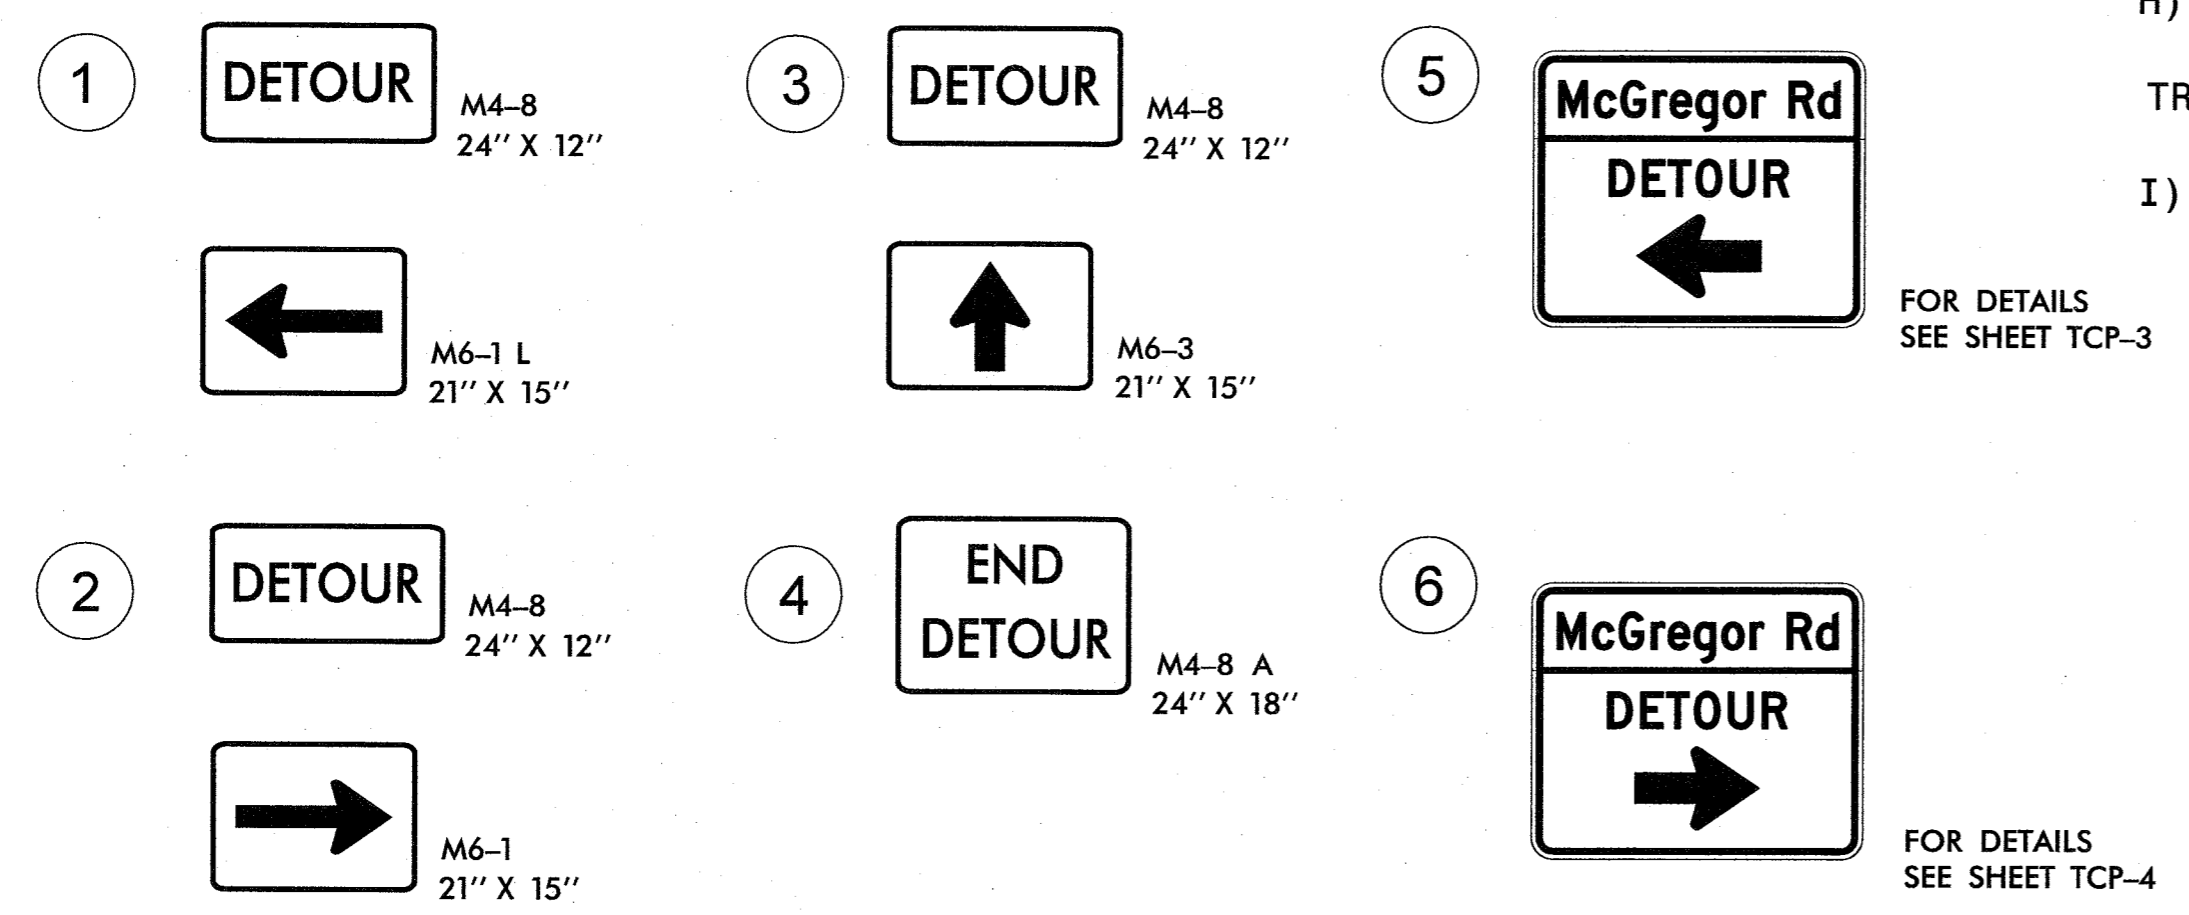 1
DETOUR
M4–8
24" X 12"
M6–1 L
21" X 15"
2
DETOUR
M4–8
24" X 12"
M6–1
21" X 15"
3
DETOUR
M4–8
24" X 12"
M6–3
21" X 15"
4
END
DETOUR
M4–8 A
24" X 18"
5
McGregor Rd
DETOUR
FOR DETAILS
SEE SHEET TCP–3
6
McGregor Rd
DETOUR
FOR DETAILS
SEE SHEET TCP–4
TR
I)